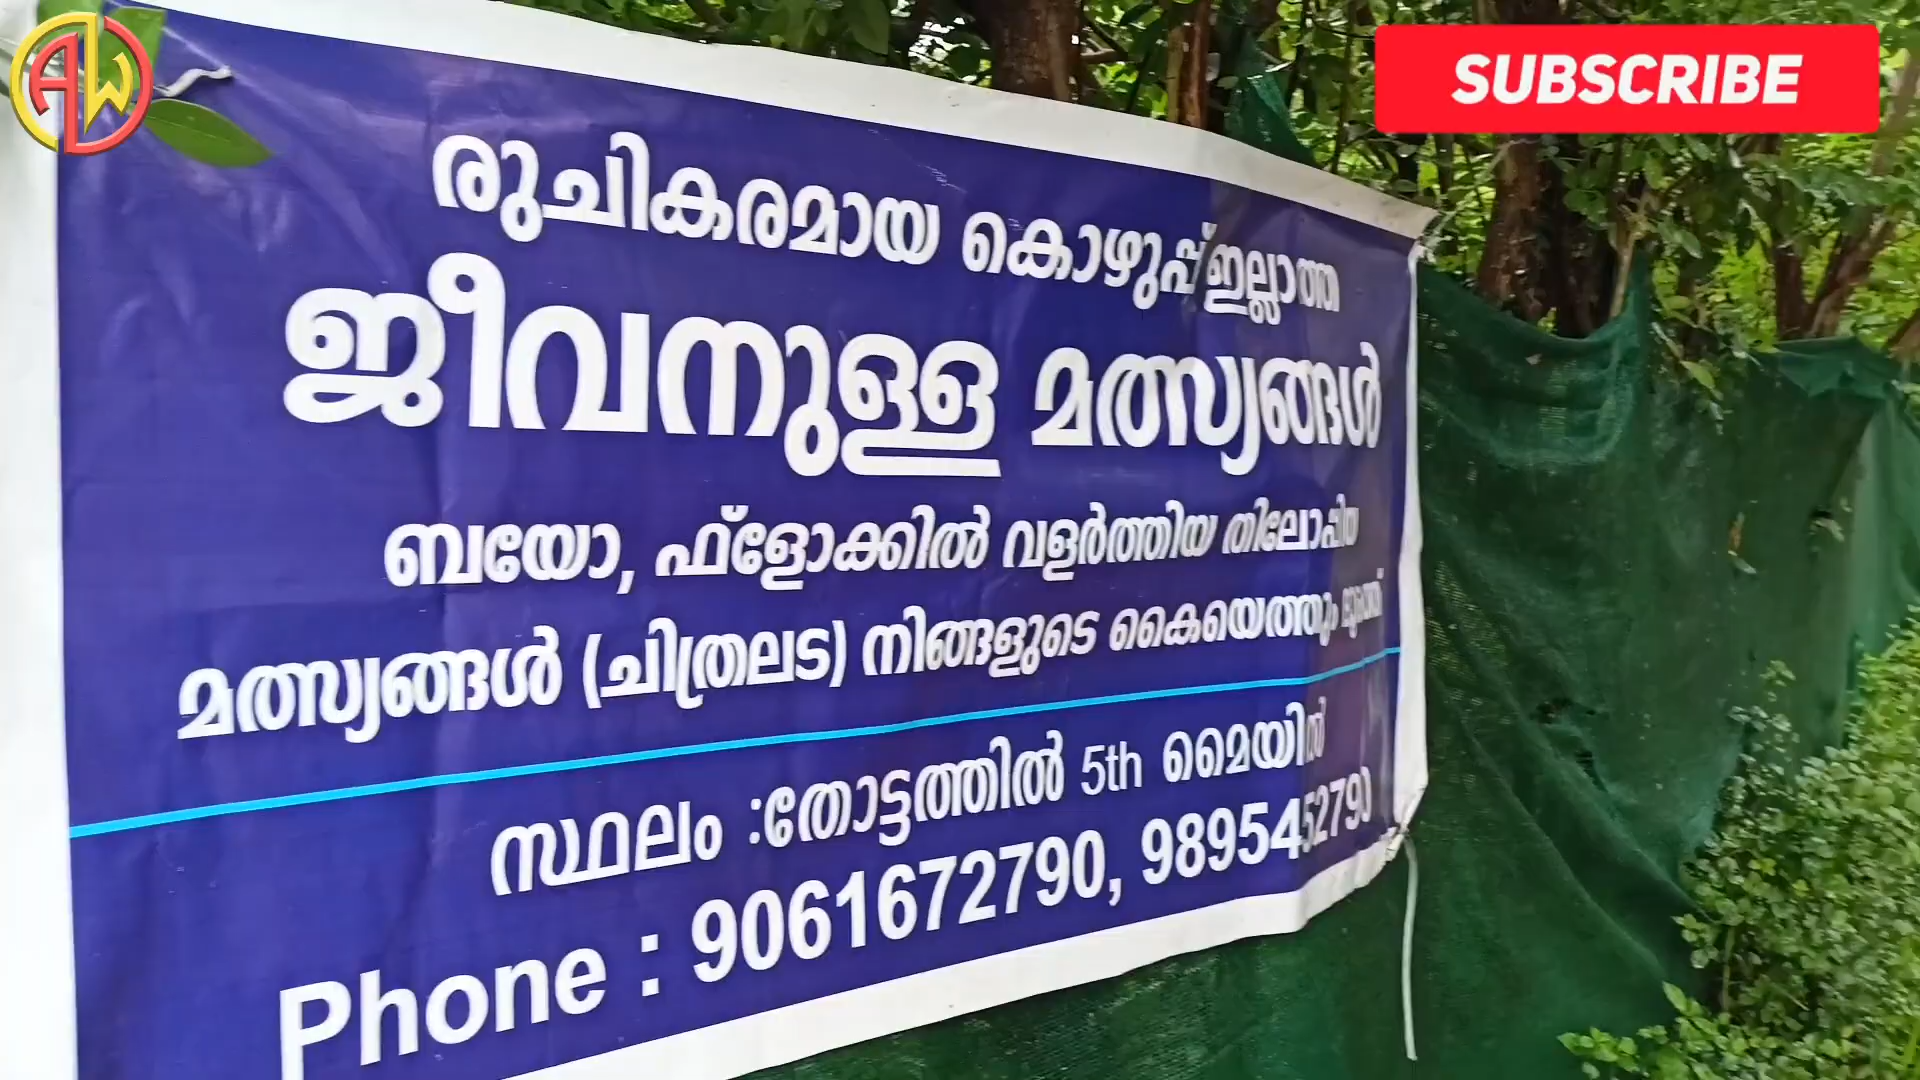 AW
SUBSCRIBE
രുചികരമായ കൊഴുപ്പ് ഇല്ലാത്ത
ജീവനുള്ള മത്സ്യങ്ങൾ
ബയോ, ഫ്ളോക്കിൽ വളർത്തിയ തിലോപ്പിയ
മത്സ്യങ്ങൾ (ചിത്രലട) നിങ്ങളുടെ കൈയെത്തും
സ്ഥലം :തോട്ടത്തിൽ 5th മൈയിൽ
Phone : 9061672790, 9895452790